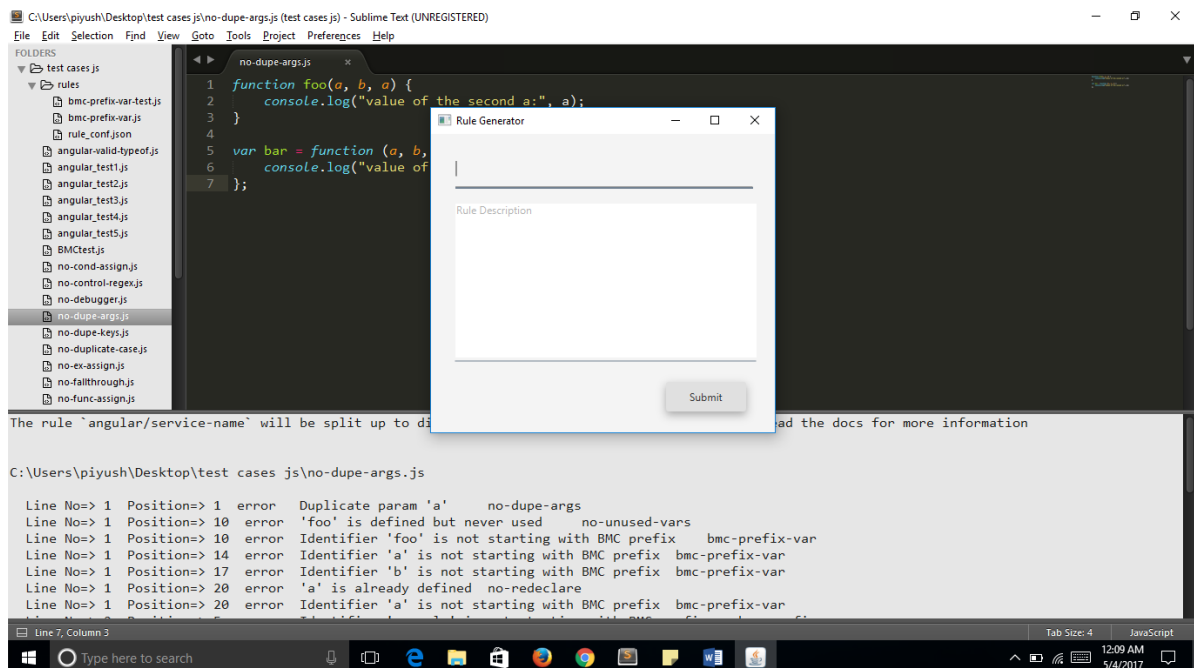 C:\Users\piyush\Desktop\test cases js\no-dupe-args.js (test cases js) - Sublime Text (UNREGISTERED)
File Edit Selection Find View Goto Tools Project Preferences Help
FOLDERS
test cases js
rules
bmc-prefix-var-test.js
bmc-prefix-var.js
rule_conf.json
angular-valid-typeof.js
angular_test1.js
angular_test2.js
angular_test3.js
angular_test4.js
angular_test5.js
BMCtest.js
no-cond-assign.js
no-control-regex.js
no-debugger.js
no-dupe-args.js
no-dupe-keys.js
no-duplicate-case.js
no-ex-assign.js
no-fallthrough.js
no-func-assign.js
no-dupe-args.js ×
1 function foo(a, b, a) {
2 console.log("value of the second a:", a);
3 }
4
5 var bar = function (a, b,
6 console.log("value of
7 };
Rule Generator
Rule Description
Submit
The rule `angular/service-name` will be split up to di ad the docs for more information
C:\Users\piyush\Desktop\test cases js\no-dupe-args.js
Line No=> 1 Position=> 1 error Duplicate param 'a' no-dupe-args
Line No=> 1 Position=> 10 error 'foo' is defined but never used no-unused-vars
Line No=> 1 Position=> 10 error Identifier 'foo' is not starting with BMC prefix bmc-prefix-var
Line No=> 1 Position=> 14 error Identifier 'a' is not starting with BMC prefix bmc-prefix-var
Line No=> 1 Position=> 17 error Identifier 'b' is not starting with BMC prefix bmc-prefix-var
Line No=> 1 Position=> 20 error 'a' is already defined no-redeclare
Line No=> 1 Position=> 20 error Identifier 'a' is not starting with BMC prefix bmc-prefix-var
Line 7, Column 3
Tab Size: 4
JavaScript
Type here to search
12:09 AM
5/4/2017